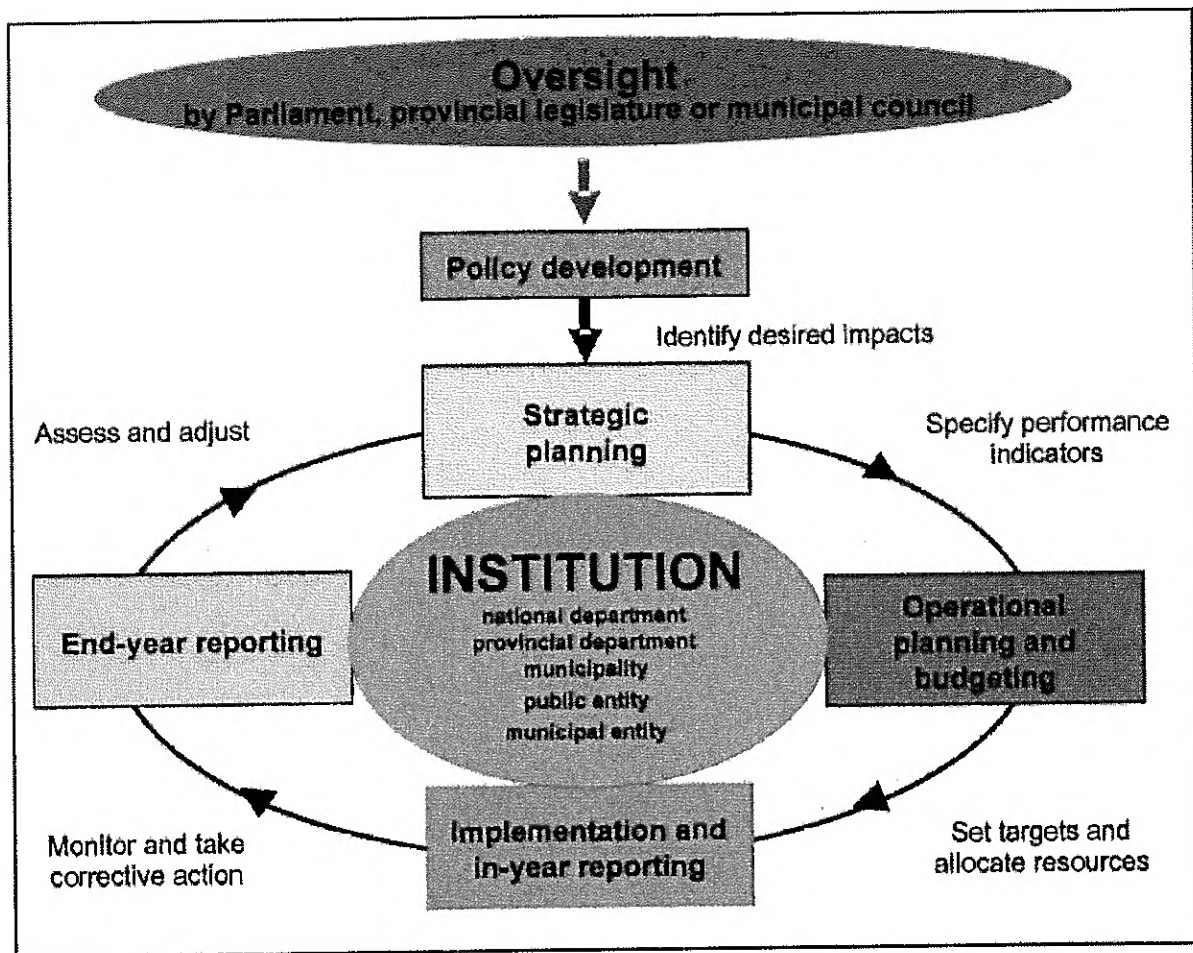 Oversight
by Parliament, provincial legislature or municipal council
Policy development
Identify desired impacts
Strategic
planning
Assess and adjust
Specify performance
indicators
INSTITUTION
national department
provincial department
municipality
public entity
municipal entity
End-year reporting
Operational
planning and
budgeting
Implementation and
in-year reporting
Monitor and take
corrective action
Set targets and
allocate resources